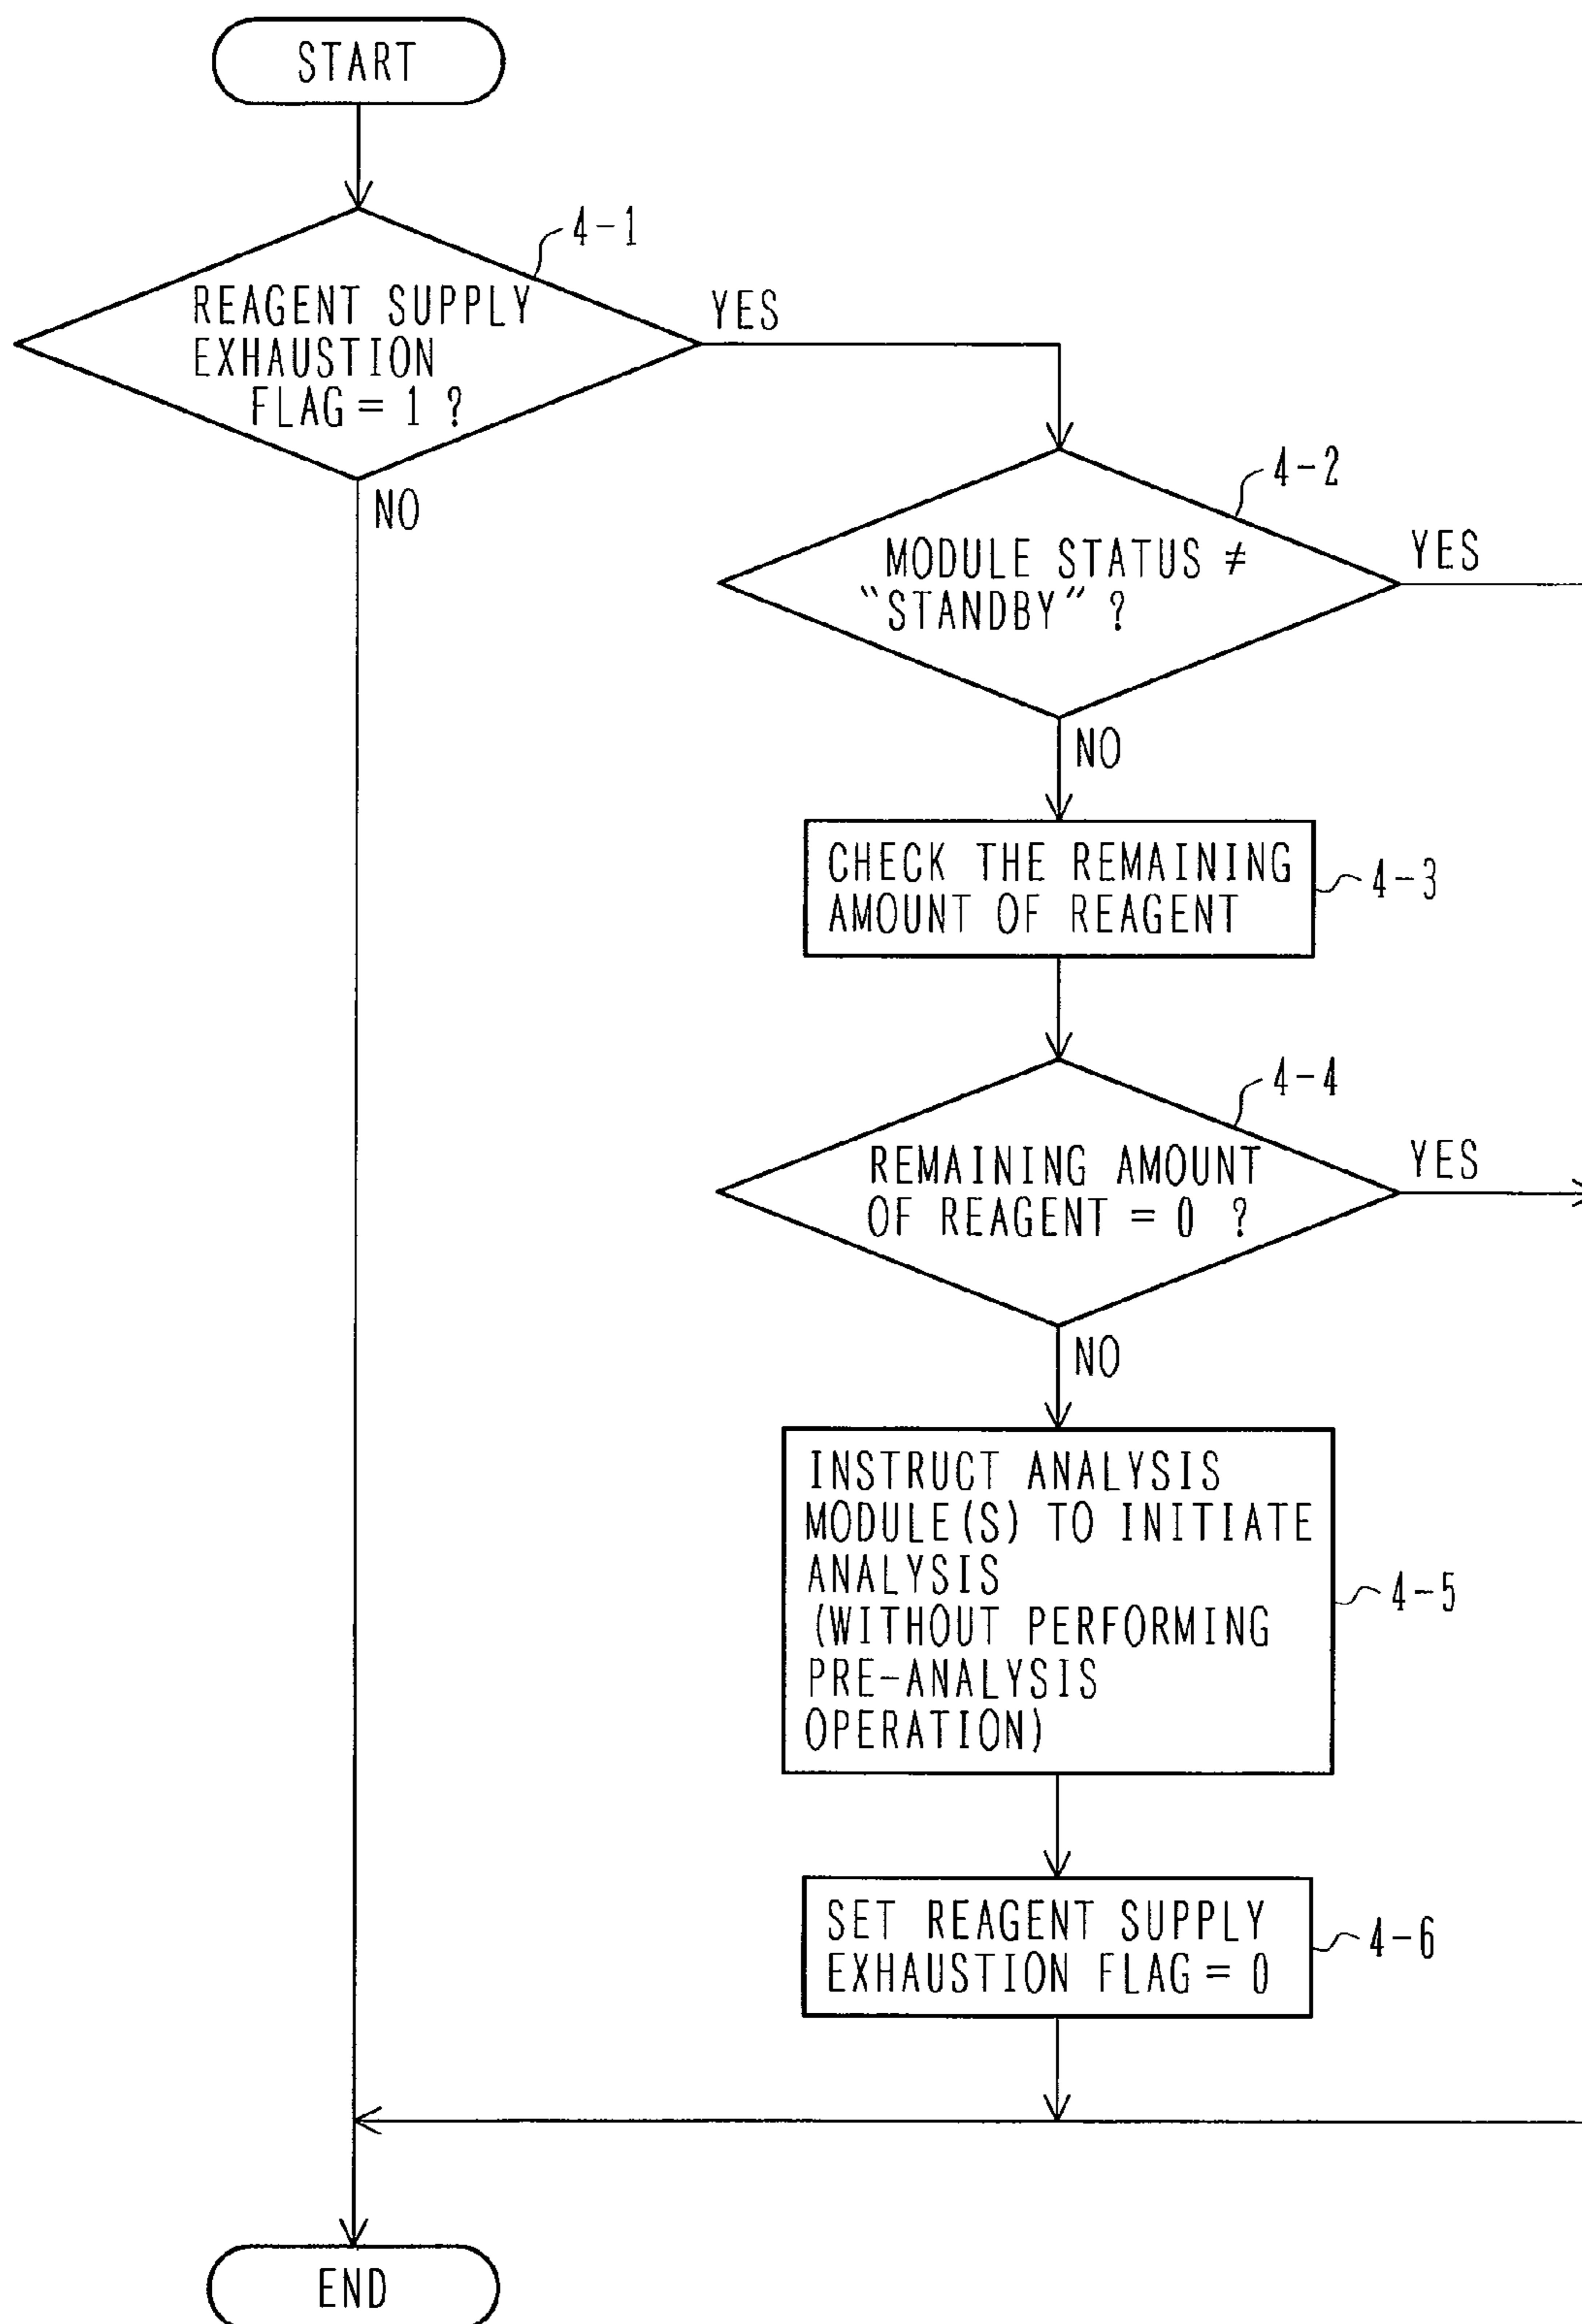 START
4-1
REAGENT SUPPLY
EXHAUSTION
FLAG = 1 ?
YES
NO
4-2
MODULE STATUS ≠
“STANDBY” ?
YES
NO
CHECK THE REMAINING
AMOUNT OF REAGENT
4-3
4-4
REMAINING AMOUNT
OF REAGENT = 0 ?
YES
NO
INSTRUCT ANALYSIS
MODULE(S) TO INITIATE
ANALYSIS
(WITHOUT PERFORMING
PRE-ANALYSIS
OPERATION)
4-5
SET REAGENT SUPPLY
EXHAUSTION FLAG = 0
4-6
END